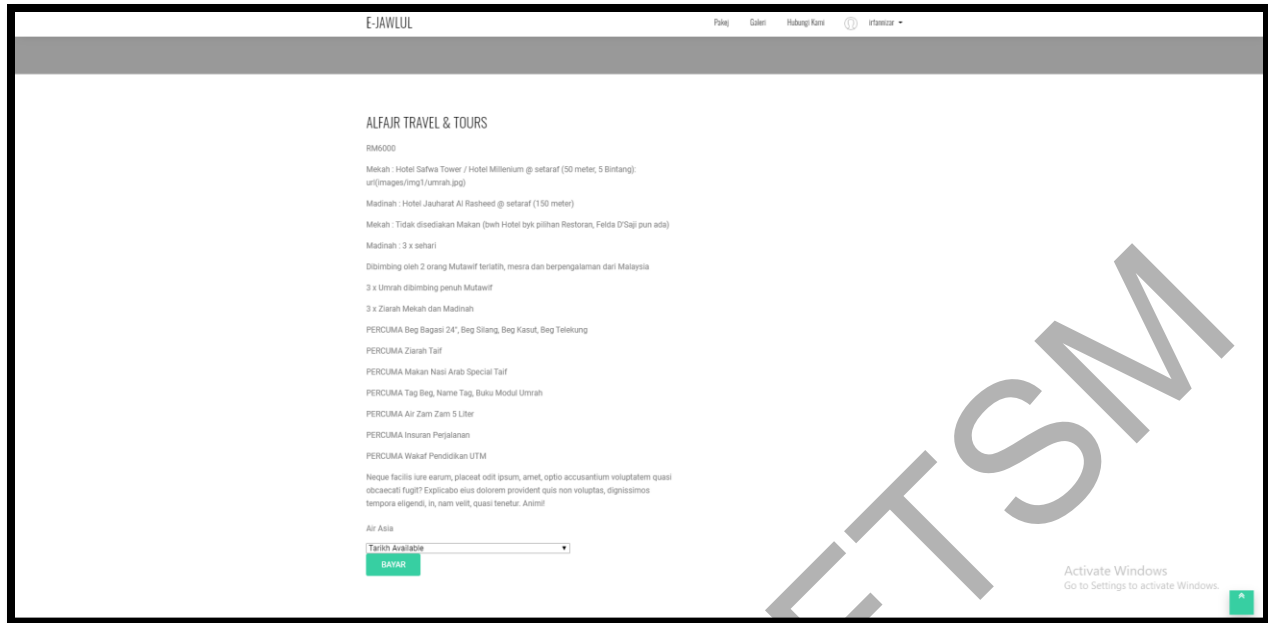 E-JAWLUL
Pakej Galeri Hubungi Kami irfannizar
ALFAJR TRAVEL & TOURS
RM6000
Mekah : Hotel Safwa Tower / Hotel Millenium @ setaraf (50 meter, 5 Bintang):
url(images/img1/umrah.jpg)
Madinah : Hotel Jauharat Al Rasheed @ setaraf (150 meter)
Mekah : Tidak disediakan Makan (bwh Hotel byk pilihan Restoran, Felda D'Saji pun ada)
Madinah : 3 x sehari
Dibimbing oleh 2 orang Mutawif terlatih, mesra dan berpengalaman dari Malaysia
3 x Umrah dibimbing penuh Mutawif
3 x Ziarah Mekah dan Madinah
PERCUMA Beg Bagasi 24", Beg Silang, Beg Kasut, Beg Telekung
PERCUMA Ziarah Taif
PERCUMA Makan Nasi Arab Special Taif
PERCUMA Tag Beg, Name Tag, Buku Modul Umrah
PERCUMA Air Zam Zam 5 Liter
PERCUMA Insuran Perjalanan
PERCUMA Wakaf Pendidikan UTM
Neque facilis iure earum, placeat odit ipsum, amet, optio accusantium voluptatem quasi
obcaecati fugit? Explicabo eius dolorem provident quis non voluptas, dignissimos
tempora eligendi, in, nam velit, quasi tenetur. Animi!
Air Asia
Tarikh Available
BAYAR
Activate Windows
Go to Settings to activate Windows.
FTSM